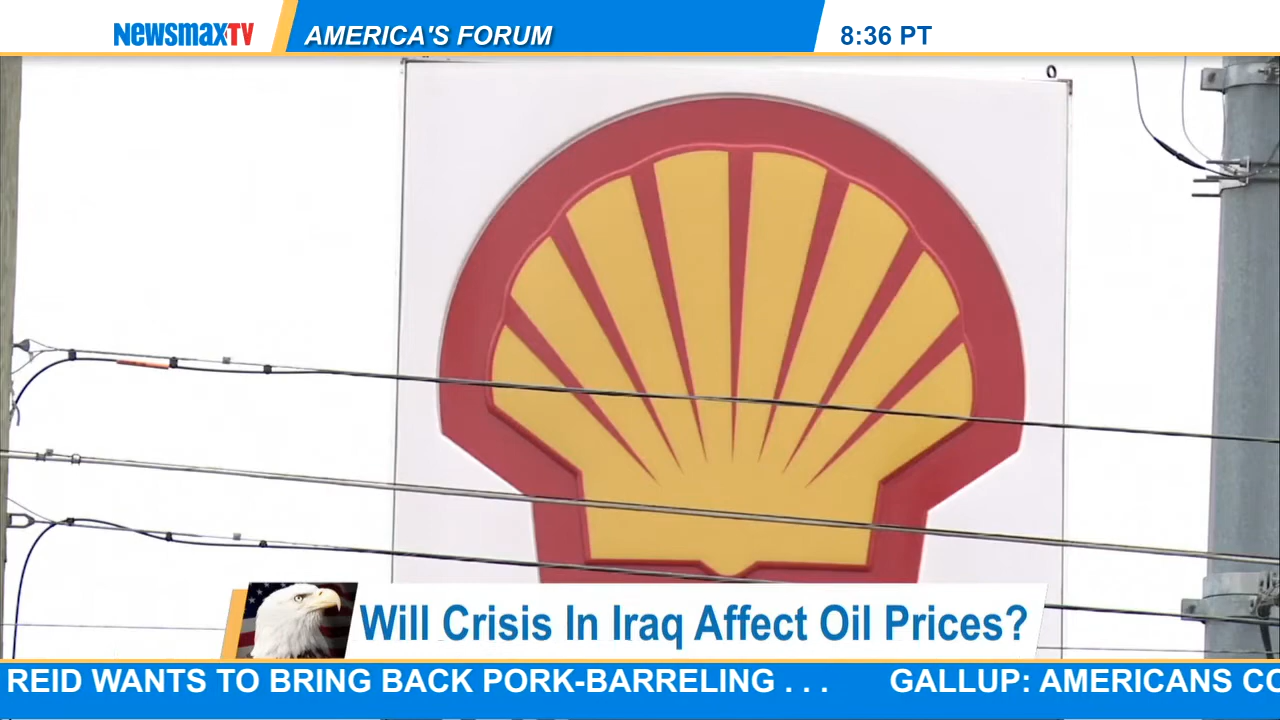 NEWSMAXTV
AMERICA'S FORUM
8:36 PT
Will Crisis In Iraq Affect Oil Prices?
REID WANTS TO BRING BACK PORK-BARRELING . . . GALLUP: AMERICANS